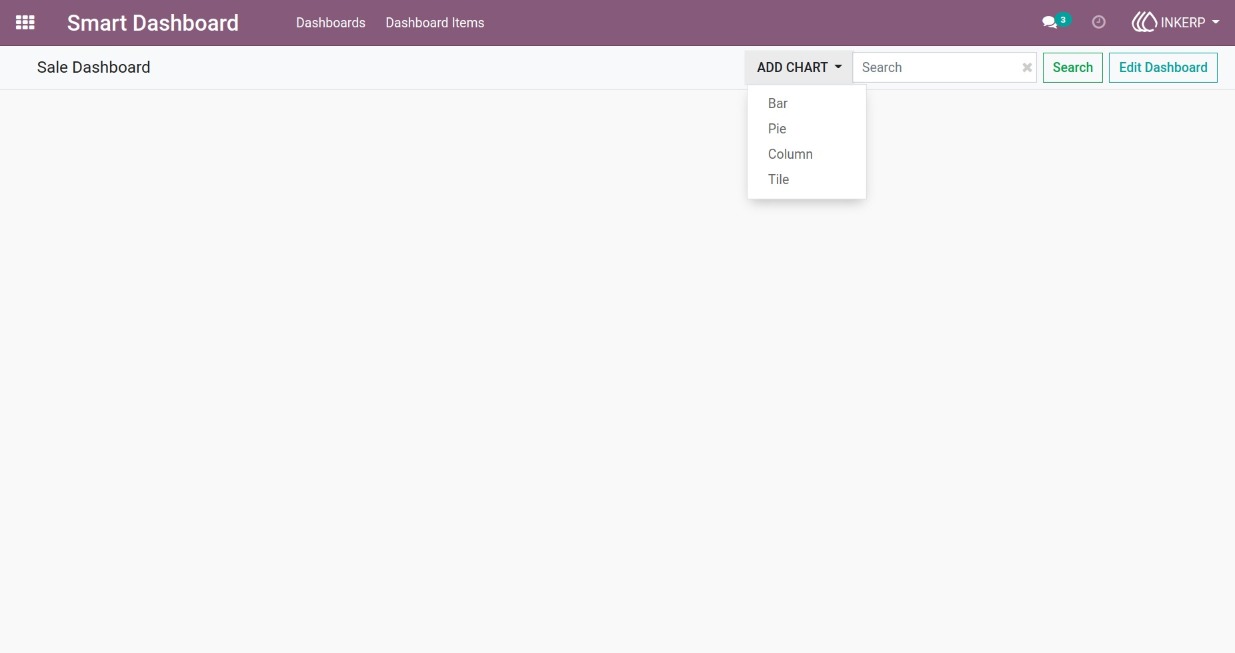 Smart Dashboard Dashboards Dashboard Items 3 INKERP
Sale Dashboard ADD CHART Search Search Edit Dashboard
Bar
Pie
Column
Tile